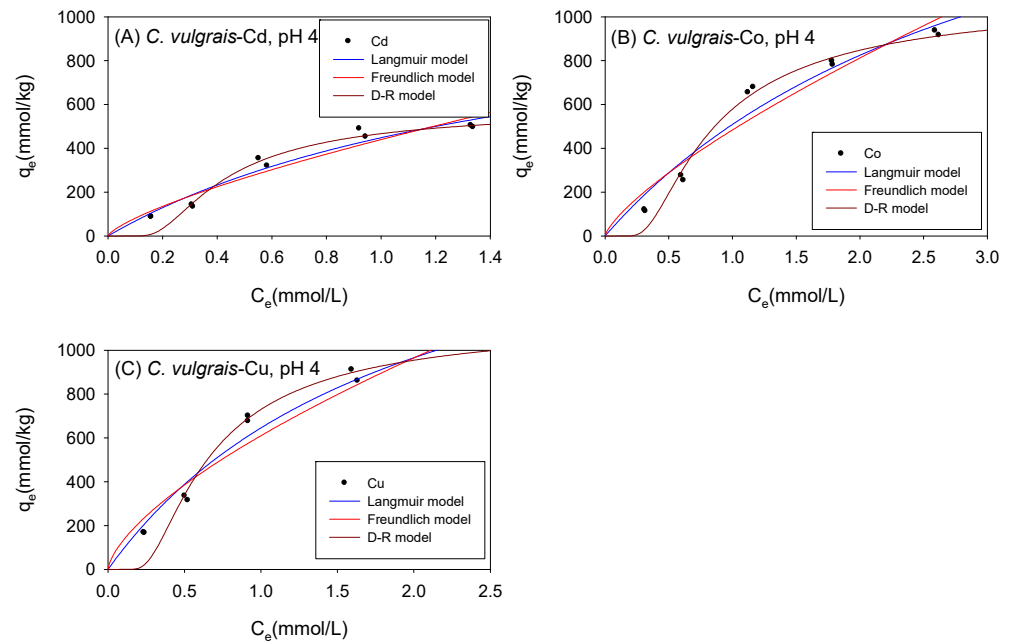 (A) C. vulgrais-Cd, pH 4
Cd
Langmuir model
Freundlich model
D-R model
1000
800
600
400
200
0
q_e(mmol/kg)
0.0 0.2 0.4 0.6 0.8 1.0 1.2 1.4
C_e(mmol/L)
(B) C. vulgrais-Co, pH 4
Co
Langmuir model
Freundlich model
D-R model
1000
800
600
400
200
0
q_e(mmol/kg)
0.0 0.5 1.0 1.5 2.0 2.5 3.0
C_e(mmol/L)
(C) C. vulgrais-Cu, pH 4
Cu
Langmuir model
Freundlich model
D-R model
1000
800
600
400
200
0
q_e(mmol/kg)
0.0 0.5 1.0 1.5 2.0 2.5
C_e(mmol/L)